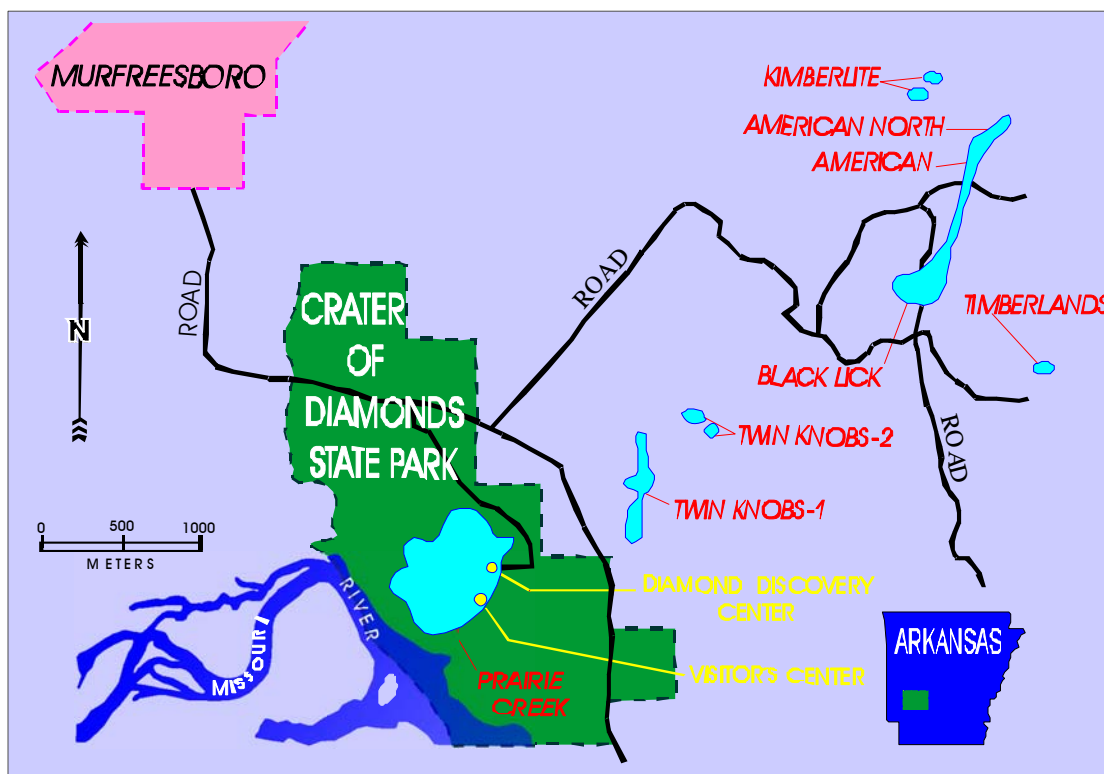 MURFREESBORO
KIMBERLITE
AMERICAN NORTH
AMERICAN
ROAD
ROAD
N
CRATER
OF
DIAMONDS
STATE PARK
TIMBERLANDS
BLACK LICK
TWIN KNOBS-2
ROAD
TWIN KNOBS-1
0 500 1000
METERS
RIVER
MISSOURI
DIAMOND DISCOVERY
CENTER
VISITOR'S CENTER
PRAIRIE
CREEK
ARKANSAS